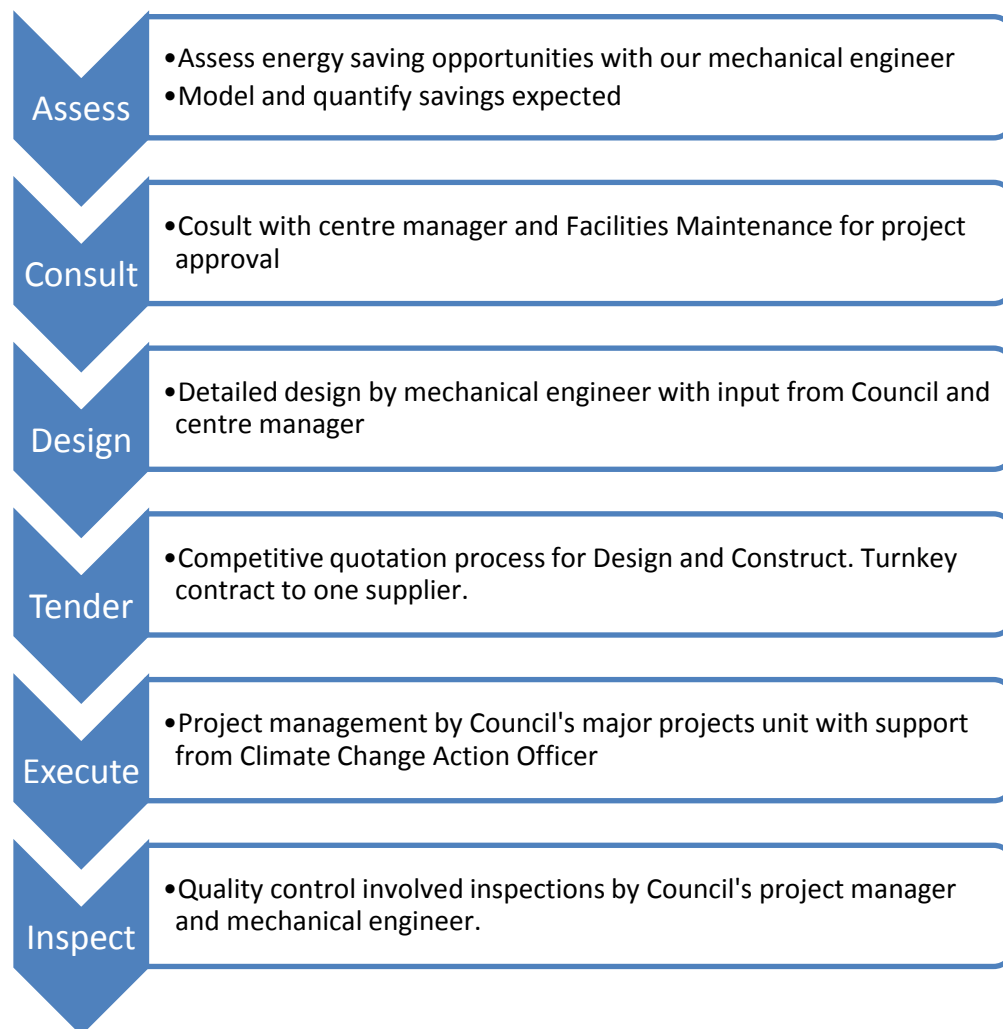 Assess
•Assess energy saving opportunities with our mechanical engineer
•Model and quantify savings expected
Consult
•Cosult with centre manager and Facilities Maintenance for project
approval
Design
•Detailed design by mechanical engineer with input from Council and
centre manager
Tender
•Competitive quotation process for Design and Construct. Turnkey
contract to one supplier.
Execute
•Project management by Council's major projects unit with support
from Climate Change Action Officer
Inspect
•Quality control involved inspections by Council's project manager
and mechanical engineer.